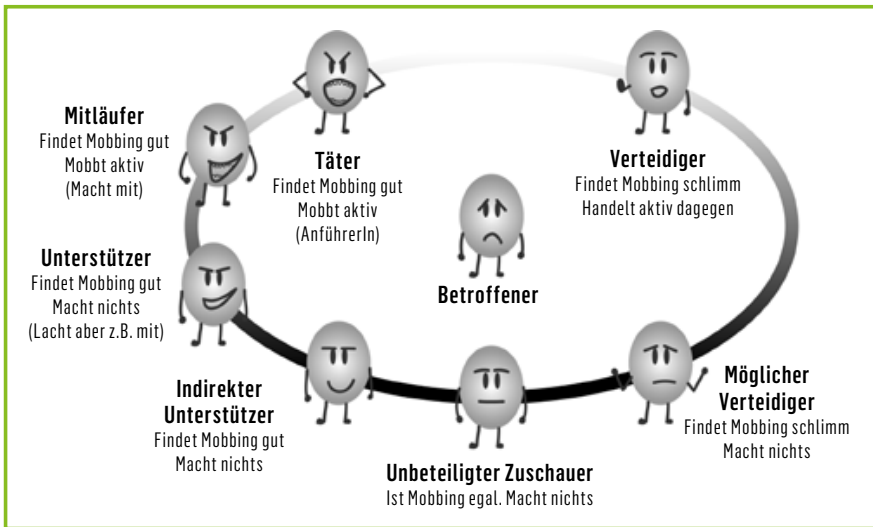 Mitläufer
Findet Mobbing gut
Mobbt aktiv
(Macht mit)
Täter
Findet Mobbing gut
Mobbt aktiv
(AnführerIn)
Verteidiger
Findet Mobbing schlimm
Handelt aktiv dagegen
Unterstützer
Findet Mobbing gut
Macht nichts
(Lacht aber z.B. mit)
Betroffener
Indirekter
Unterstützer
Findet Mobbing gut
Macht nichts
Unbeteiligter Zuschauer
Ist Mobbing egal. Macht nichts
Möglicher
Verteidiger
Findet Mobbing schlimm
Macht nichts